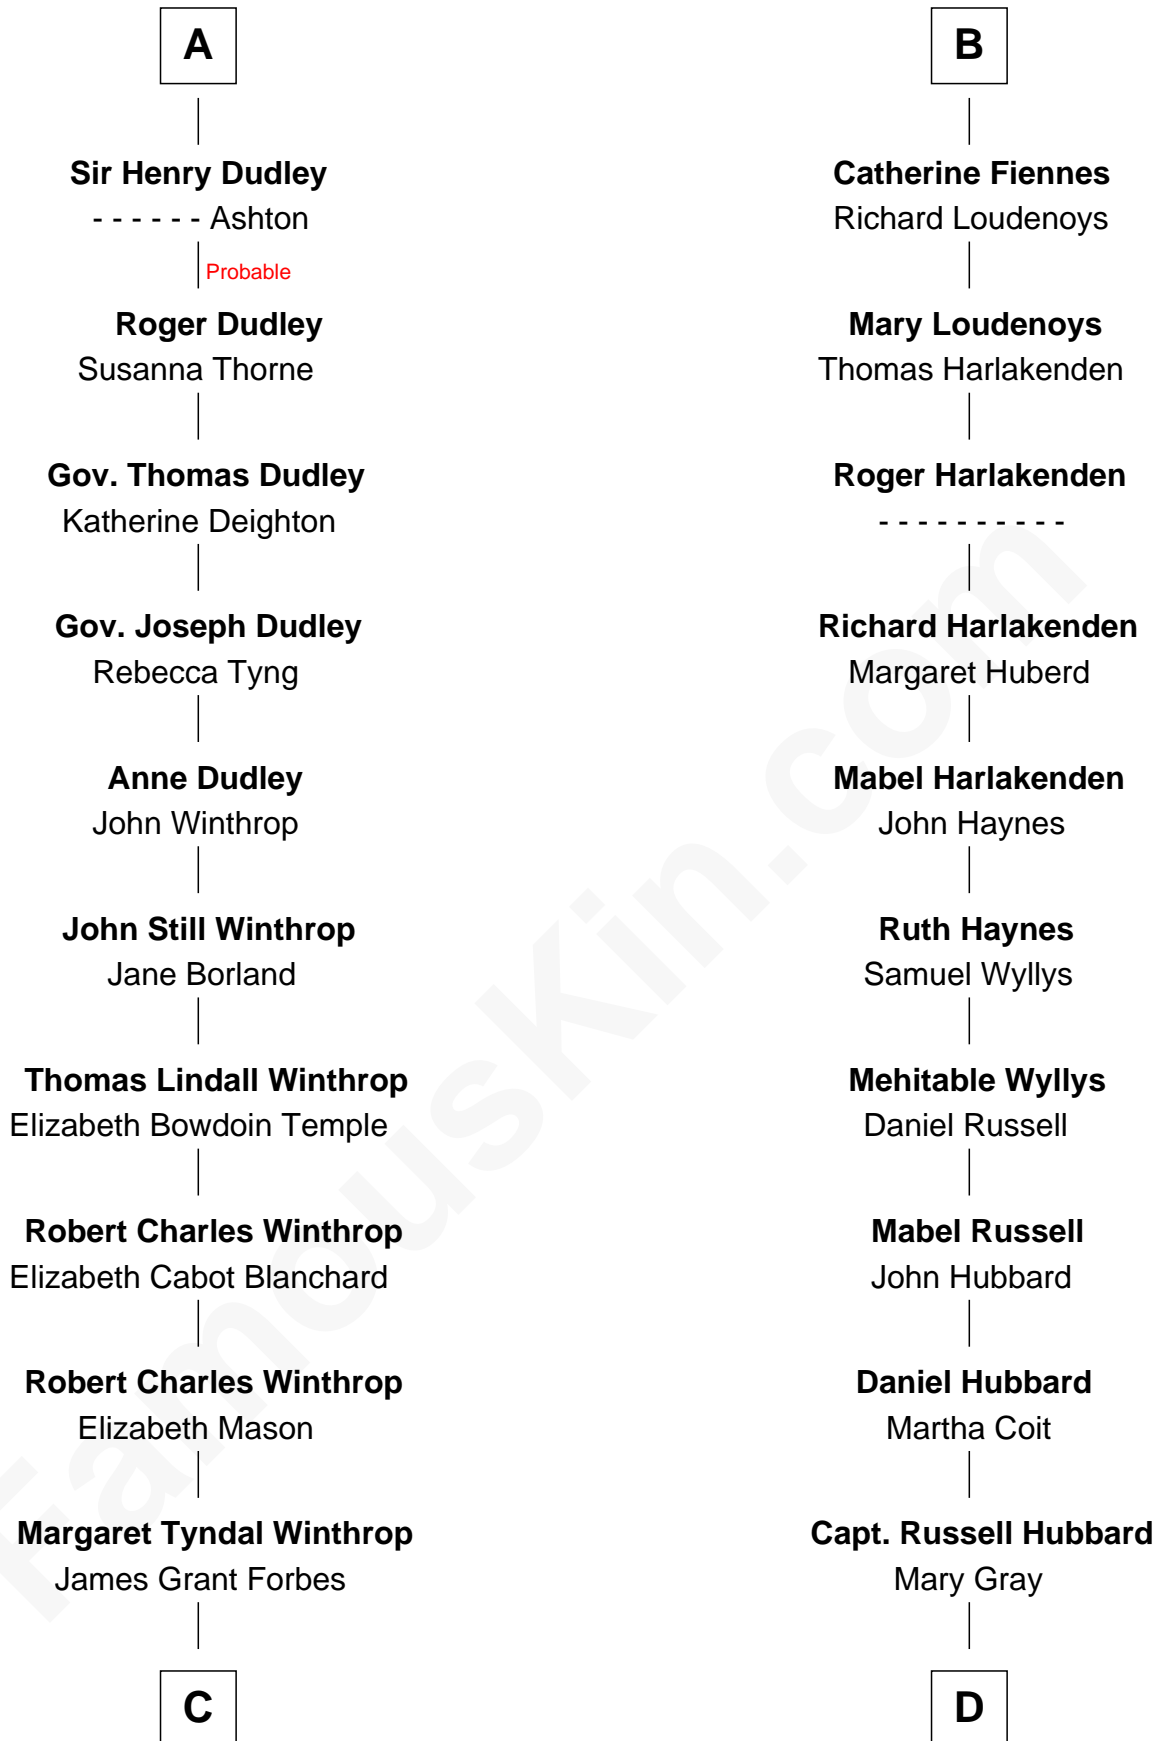 A
Sir Henry Dudley
- - - - - - Ashton
Probable
Roger Dudley
Susanna Thorne
Gov. Thomas Dudley
Katherine Deighton
Gov. Joseph Dudley
Rebecca Tyng
Anne Dudley
John Winthrop
John Still Winthrop
Jane Borland
Thomas Lindall Winthrop
Elizabeth Bowdoin Temple
Robert Charles Winthrop
Elizabeth Cabot Blanchard
Robert Charles Winthrop
Elizabeth Mason
Margaret Tyndal Winthrop
James Grant Forbes
C
B
Catherine Fiennes
Richard Loudenoys
Mary Loudenoys
Thomas Harlakenden
Roger Harlakenden
- - - - - - - - - -
Richard Harlakenden
Margaret Huberd
Mabel Harlakenden
John Haynes
Ruth Haynes
Samuel Wyllys
Mehitable Wyllys
Daniel Russell
Mabel Russell
John Hubbard
Daniel Hubbard
Martha Coit
Capt. Russell Hubbard
Mary Gray
D
FamousKin.com